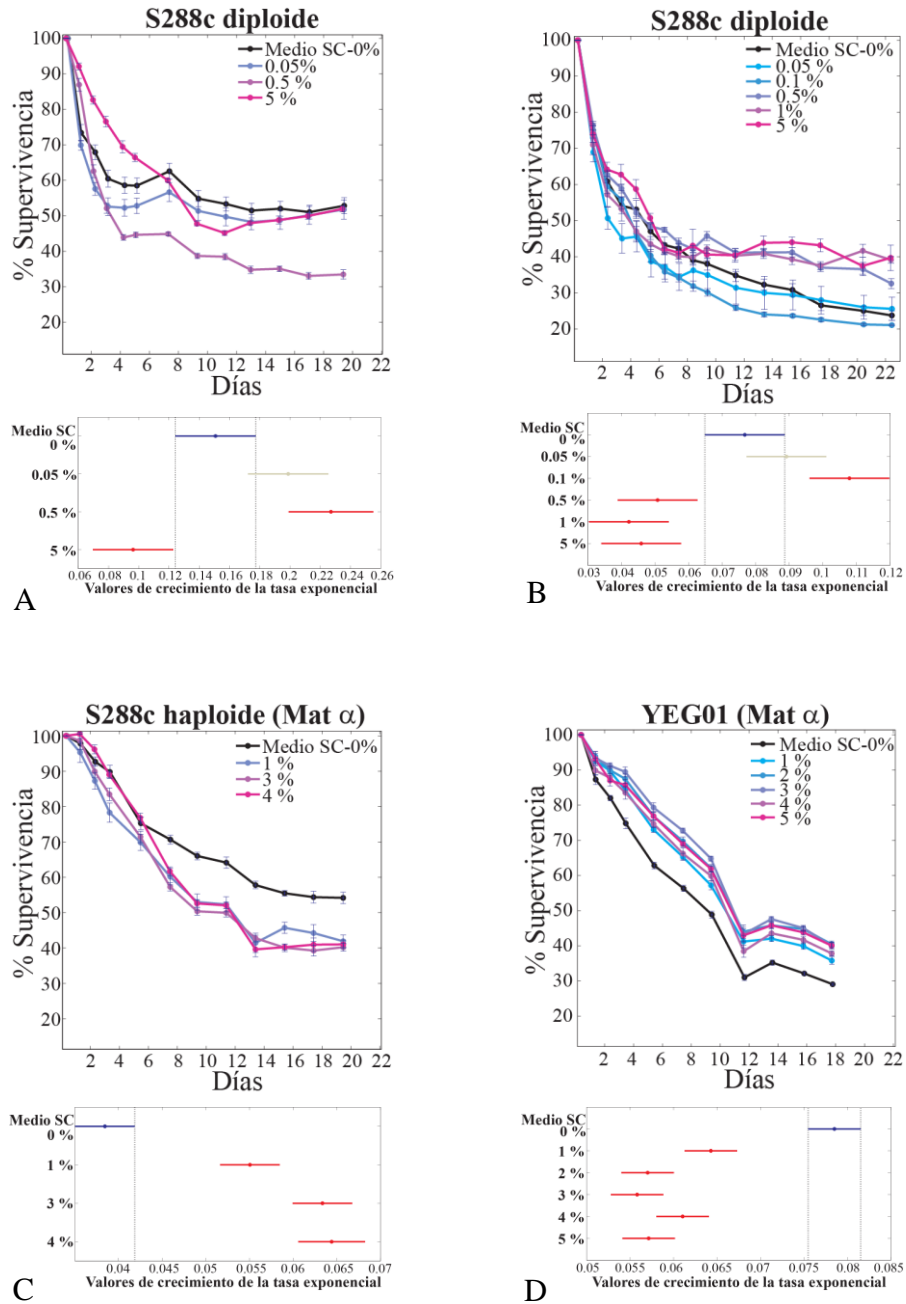 S288c diploide
100
90
80
70
60
50
40
30
20
% Supervivencia
Medio SC-0%
0.05%
0.5 %
5 %
2 4 6 8 10 12 14 16 18 20 22
Días
Medio SC
0 %
0.05%
0.5 %
5 %
0.06 0.08 0.1 0.12 0.14 0.16 0.18 0.2 0.22 0.24 0.26
Valores de crecimiento de la tasa exponencial
A
S288c diploide
100
90
80
70
60
50
40
30
20
% Supervivencia
Medio SC-0%
0.05 %
0.1 %
0.5%
1%
5 %
2 4 6 8 10 12 14 16 18 20 22
Días
Medio SC
0 %
0.05%
0.1 %
0.5 %
1 %
5 %
0.03 0.04 0.05 0.06 0.07 0.08 0.09 0.1 0.11 0.12
Valores de crecimiento de la tasa exponencial
B
S288c haploide (Mat α)
100
90
80
70
60
50
40
30
20
% Supervivencia
Medio SC-0%
1 %
3 %
4 %
2 4 6 8 10 12 14 16 18 20 22
Días
Medio SC
0 %
1 %
3 %
4 %
0.04 0.045 0.05 0.055 0.06 0.065 0.07
Valores de crecimiento de la tasa exponencial
C
YEG01 (Mat α)
100
90
80
70
60
50
40
30
20
% Supervivencia
Medio SC-0%
1 %
2 %
3 %
4 %
5 %
2 4 6 8 10 12 14 16 18 20 22
Días
Medio SC
0 %
1 %
2 %
3 %
4 %
5 %
0.05 0.055 0.06 0.065 0.07 0.075 0.08 0.085
Valores de crecimiento de la tasa exponencial
D